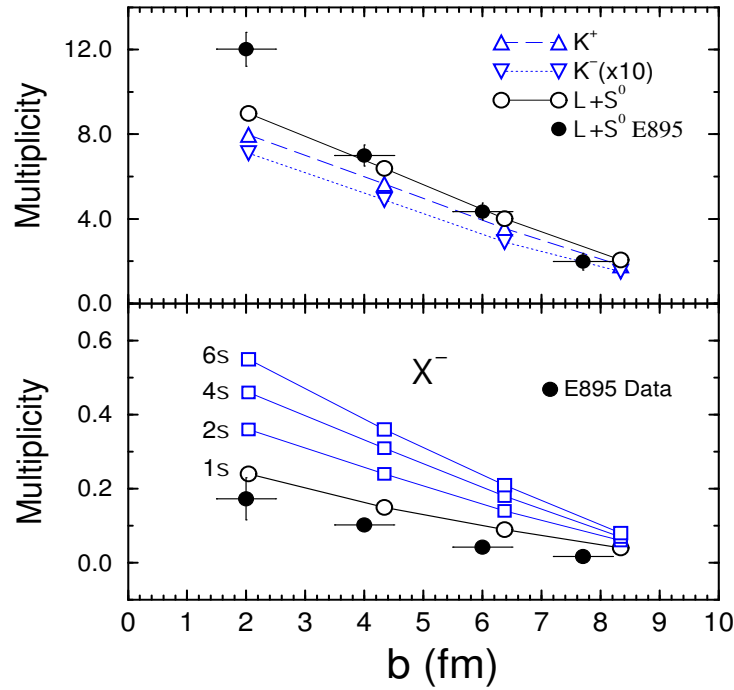 12.0
8.0
4.0
0.0
Multiplicity
K+
K−(x10)
L+S0
L+S0 E895
0.6
0.4
0.2
0.0
Multiplicity
6s
4s
2s
1s
X−
E895 Data
0 1 2 3 4 5 6 7 8 9 10
b (fm)